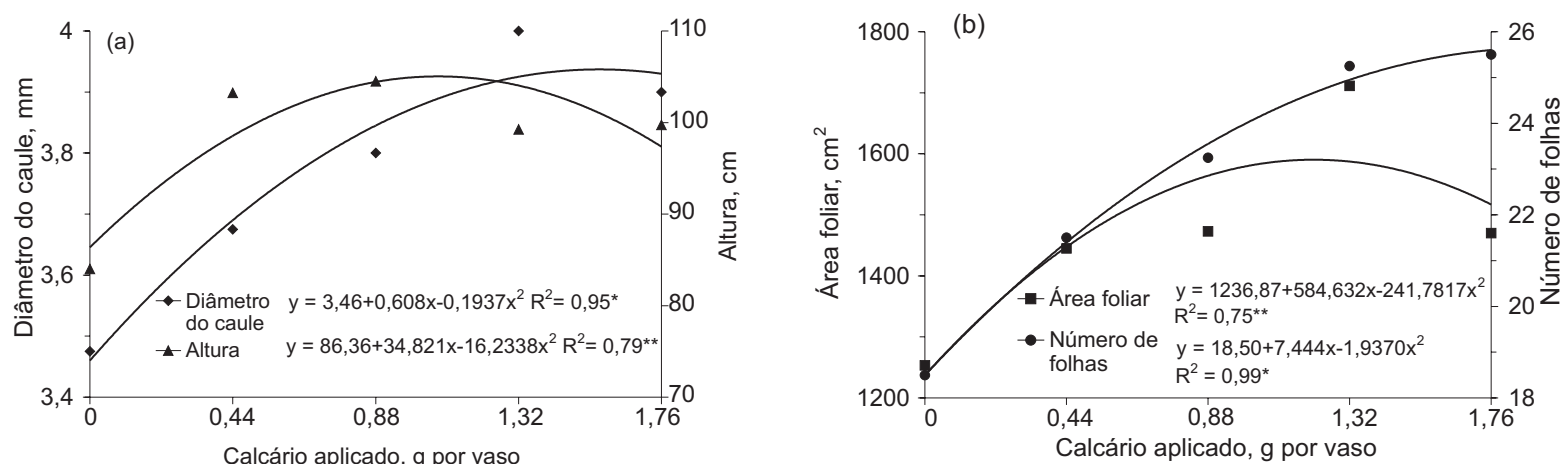 (a)
Diâmetro do caule, mm
4
3,8
3,6
3,4
110
100
90
80
70
Altura, cm
Diâmetro do caule y = 3,46+0,608x-0,1937x² R²= 0,95*
Altura y = 86,36+34,821x-16,2338x² R²= 0,79**
0 0,44 0,88 1,32 1,76
Calcário aplicado, g por vaso
(b)
Área foliar, cm²
1800
1600
1400
1200
26
24
22
20
18
Número de folhas
Área foliar y = 1236,87+584,632x-241,7817x²
R²= 0,75**
Número de folhas y = 18,50+7,444x-1,9370x²
R² = 0,99*
0 0,44 0,88 1,32 1,76
Calcário aplicado, g por vaso